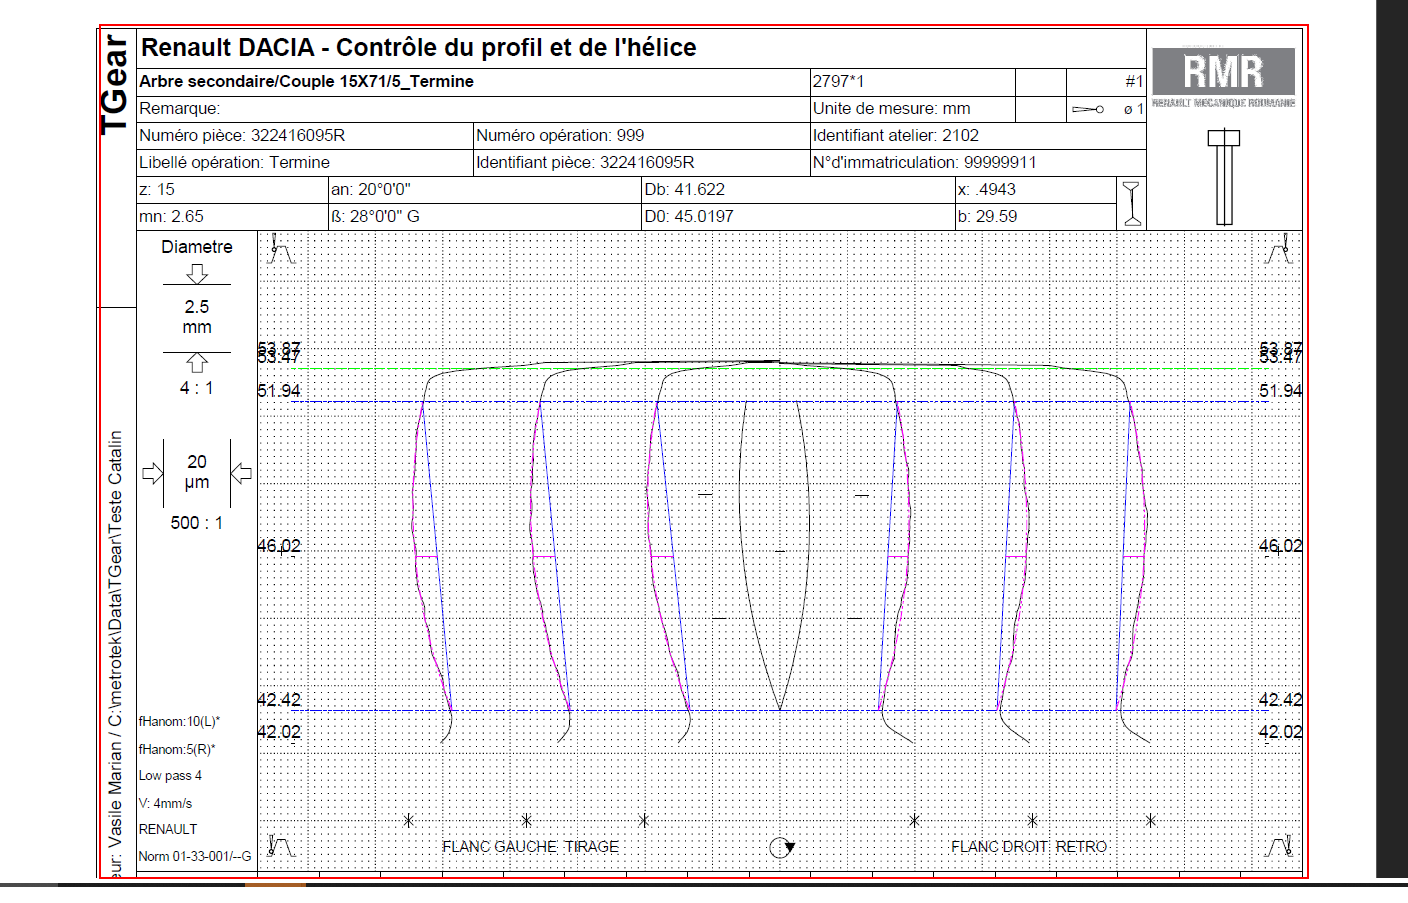 TGear
Renault DACIA - Contrôle du profil et de l'hélice
RMR
RENAULT MECANIQUE ROUMANIE
Arbre secondaire/Couple 15X71/5_Termine
2797*1
#1
Remarque:
Unite de mesure: mm
ø 1
Numéro pièce: 322416095R
Numéro opération: 999
Identifiant atelier: 2102
Libellé opération: Termine
Identifiant pièce: 322416095R
N°d'immatriculation: 99999911
z: 15
an: 20°0'0"
Db: 41.622
x: .4943
mn: 2.65
ß: 28°0'0" G
D0: 45.0197
b: 29.59
Diametre
2.5
mm
4 : 1
20
µm
500 : 1
53.87
53.47
51.94
46.02
42.42
42.02
53.87
53.47
51.94
46.02
42.42
42.02
fHanom:10(L)*
fHanom:5(R)*
Low pass 4
V: 4mm/s
RENAULT
Norm 01-33-001/--G
FLANC GAUCHE TIRAGE
FLANC DROIT RETRO
eur: Vasile Marian / C:\metrotek\Data\TGear\Teste Catalin